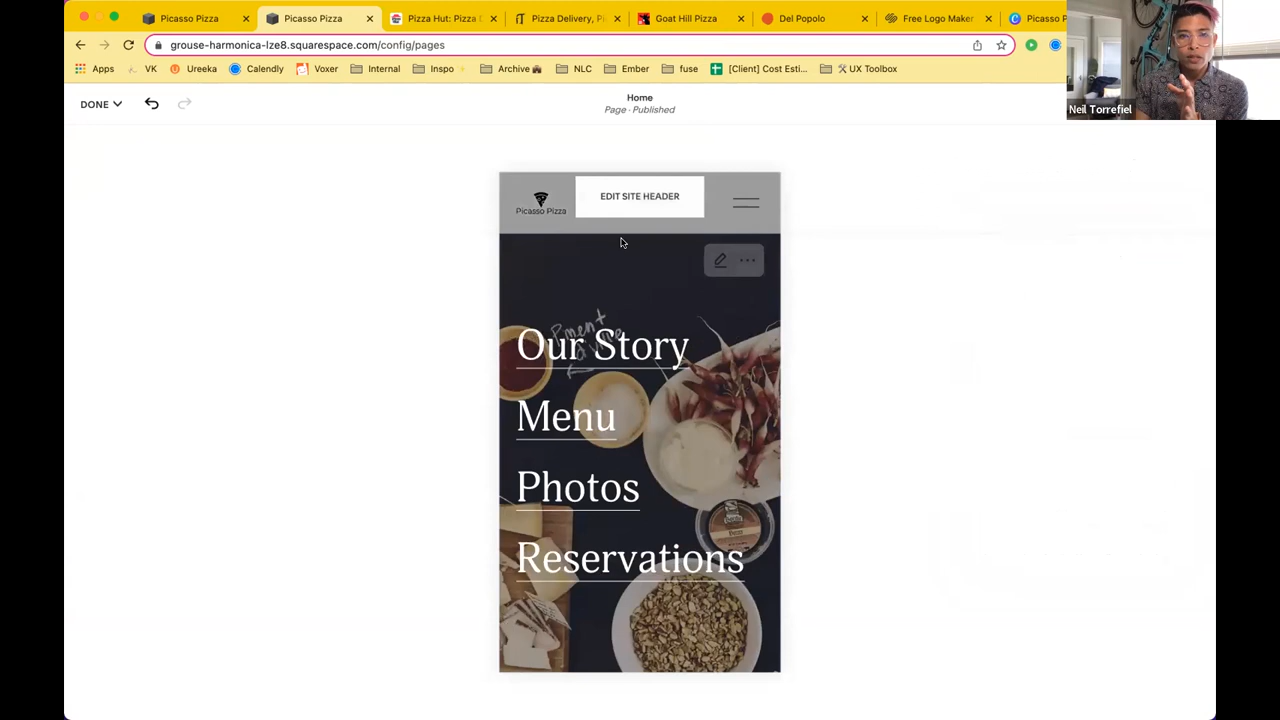 Picasso Pizza
Picasso Pizza
Pizza Hut: Pizza D
Pizza Delivery, Pi
Goat Hill Pizza
Del Popolo
Free Logo Maker
Picasso P
grouse-harmonica-lze8.squarespace.com/config/pages
Apps
VK
Ureeka
Calendly
Voxer
Internal
Inspo
Archive
NLC
Ember
fuse
[Client] Cost Esti...
UX Toolbox
Neil Torrefiel
DONE
Home
Page · Published
Picasso Pizza
EDIT SITE HEADER
Our Story
Menu
Photos
Reservations